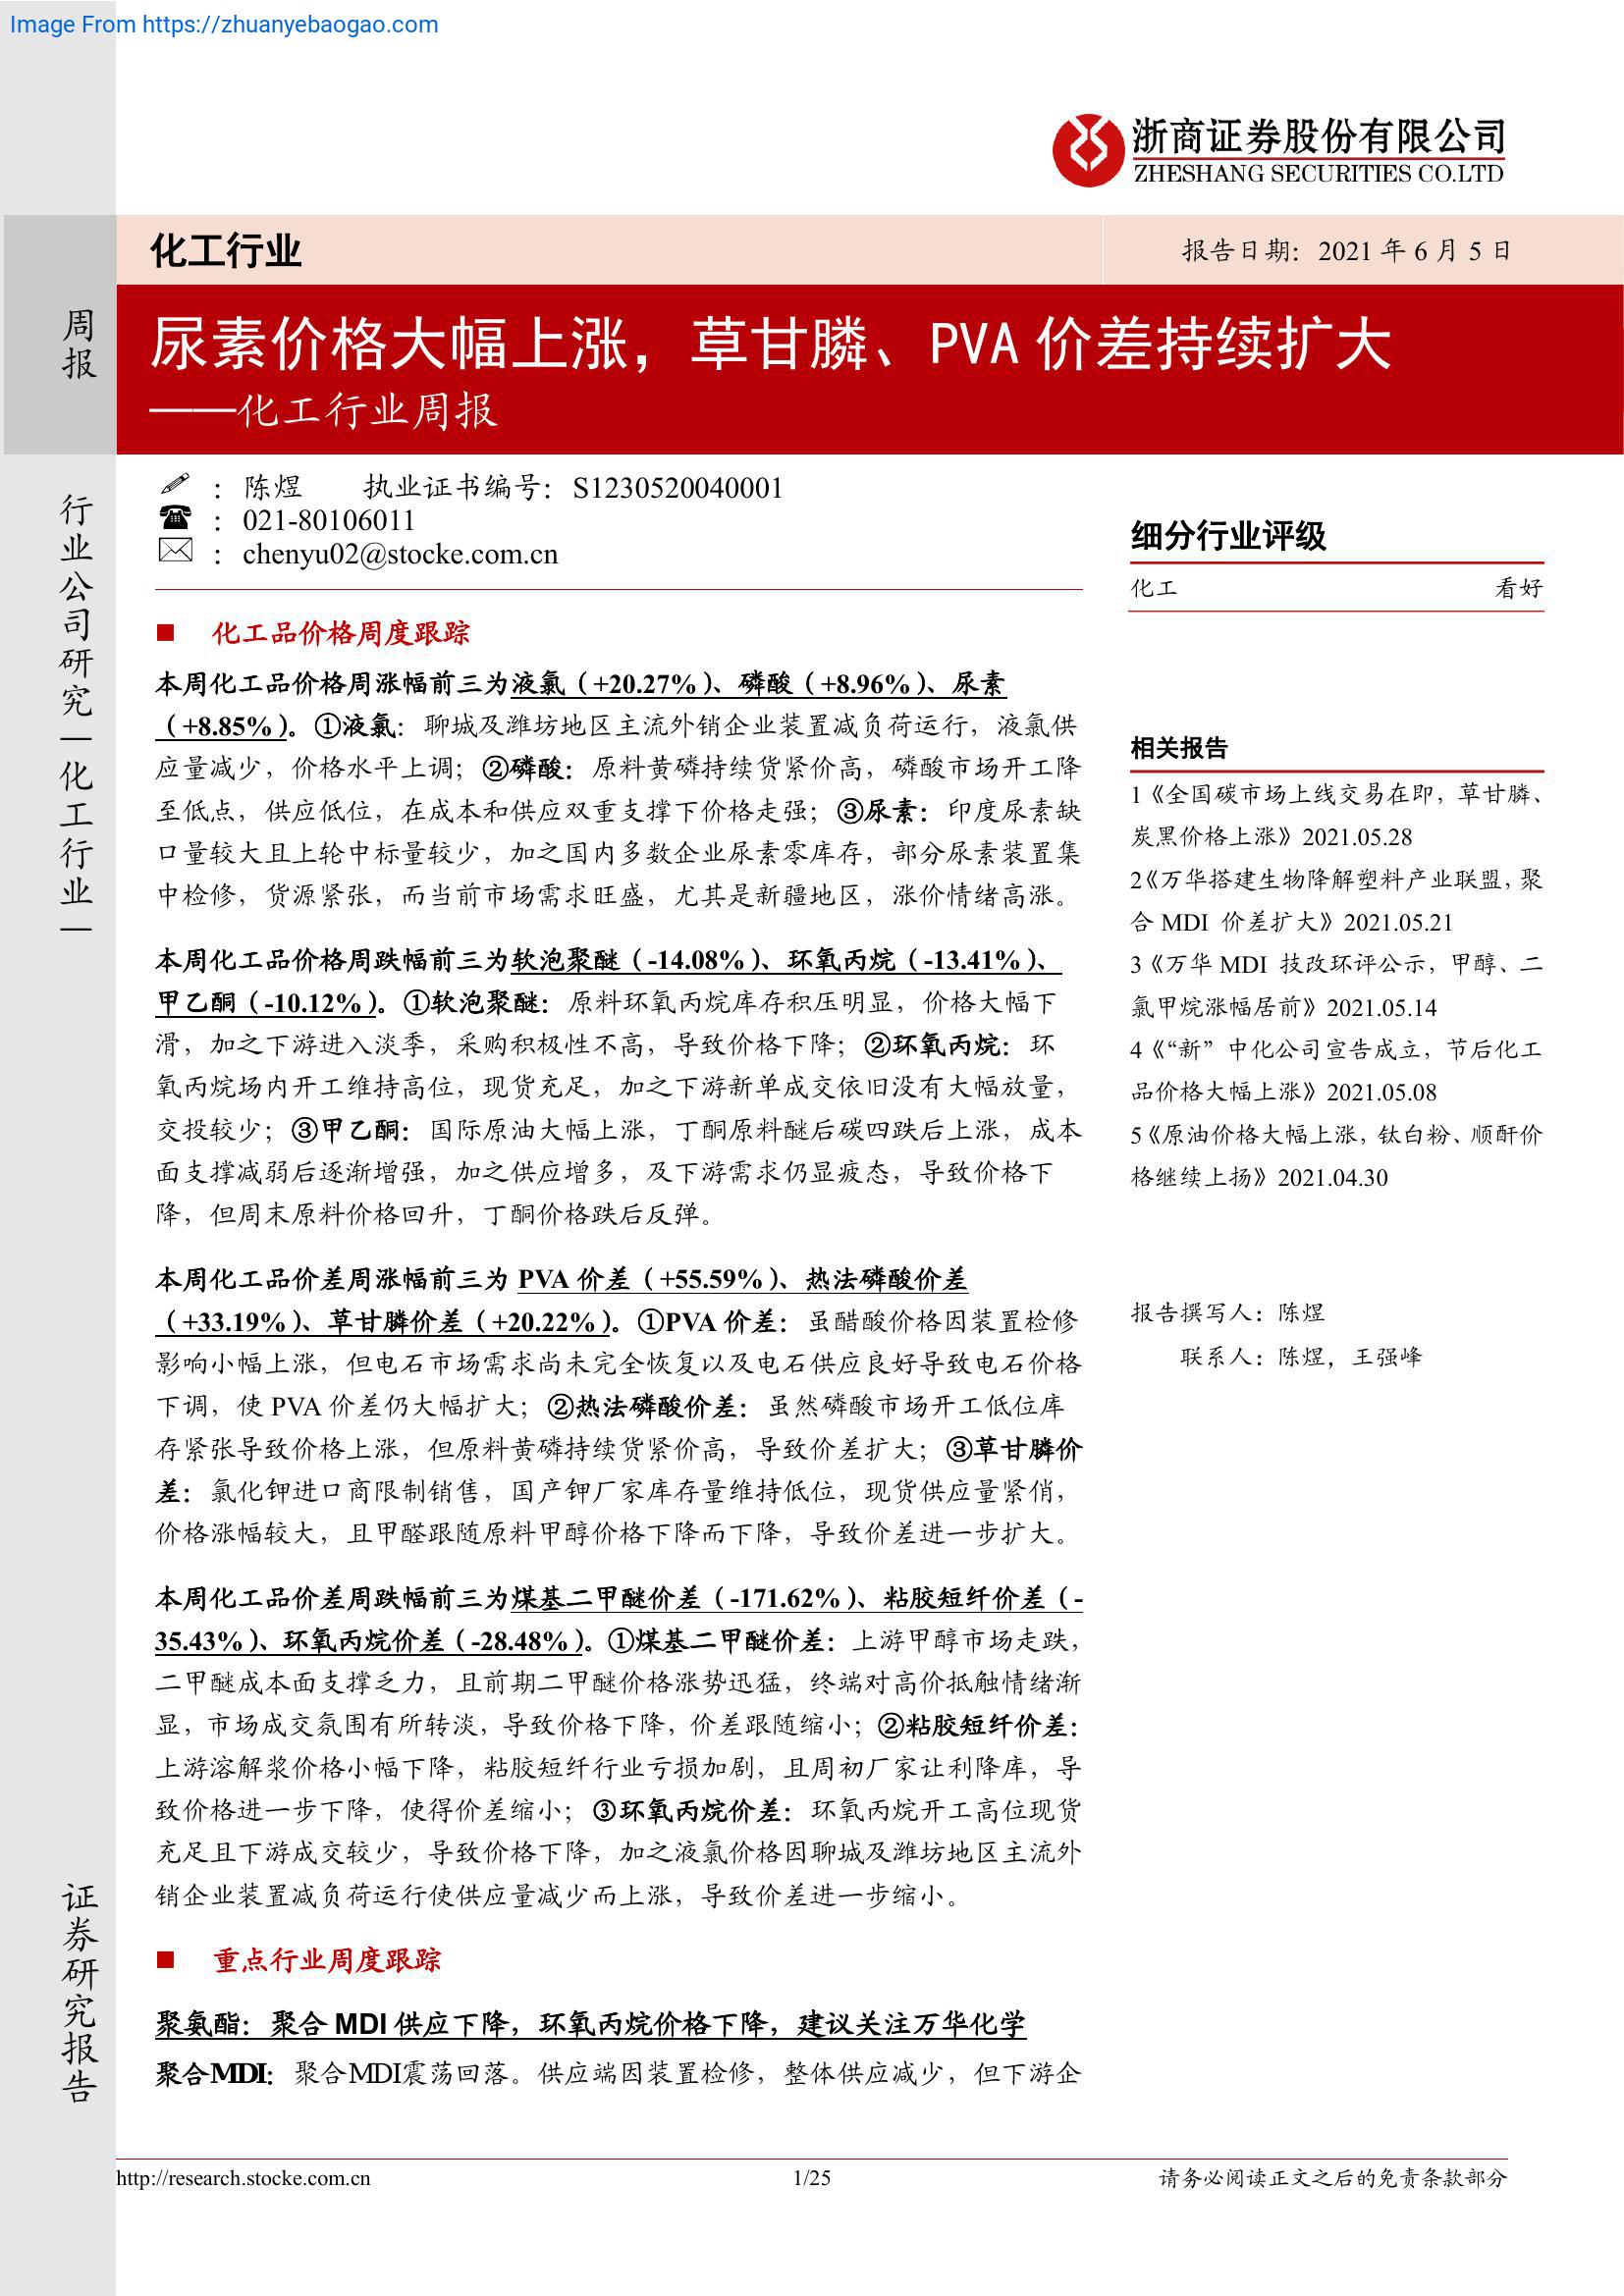 Image From https://zhuanyebaogao.com
浙商证券股份有限公司
ZHESHANG SECURITIES CO.LTD
化工行业
报告日期：2021 年 6 月 5 日
周报
尿素价格大幅上涨，草甘膦、PVA 价差持续扩大
——化工行业周报
行业公司研究|化工行业|
：陈煜 执业证书编号：S1230520040001
：021-80106011
：chenyu02@stocke.com.cn
化工品价格周度跟踪
本周化工品价格周涨幅前三为液氯（+20.27%）、磷酸（+8.96%）、尿素
（+8.85%）。①液氯：聊城及潍坊地区主流外销企业装置减负荷运行，液氯供
应量减少，价格水平上调；②磷酸：原料黄磷持续货紧价高，磷酸市场开工降
至低点，供应低位，在成本和供应双重支撑下价格走强；③尿素：印度尿素缺
口量较大且上轮中标量较少，加之国内多数企业尿素零库存，部分尿素装置集
中检修，货源紧张，而当前市场需求旺盛，尤其是新疆地区，涨价情绪高涨。
本周化工品价格周跌幅前三为软泡聚醚（-14.08%）、环氧丙烷（-13.41%）、
甲乙酮（-10.12%）。①软泡聚醚：原料环氧丙烷库存积压明显，价格大幅下
滑，加之下游进入淡季，采购积极性不高，导致价格下降；②环氧丙烷：环
氧丙烷场内开工维持高位，现货充足，加之下游新单成交依旧没有大幅放量，
交投较少；③甲乙酮：国际原油大幅上涨，丁酮原料醚后碳四跌后上涨，成本
面支撑减弱后逐渐增强，加之供应增多，及下游需求仍显疲态，导致价格下
降，但周末原料价格回升，丁酮价格跌后反弹。
本周化工品价差周涨幅前三为 PVA 价差（+55.59%）、热法磷酸价差
（+33.19%）、草甘膦价差（+20.22%）。①PVA 价差：虽醋酸价格因装置检修
影响小幅上涨，但电石市场需求尚未完全恢复以及电石供应良好导致电石价格
下调，使 PVA 价差仍大幅扩大；②热法磷酸价差：虽然磷酸市场开工低位库
存紧张导致价格上涨，但原料黄磷持续货紧价高，导致价差扩大；③草甘膦价
差：氯化钾进口商限制销售，国产钾厂家库存量维持低位，现货供应量紧俏，
价格涨幅较大，且甲醛跟随原料甲醇价格下降而下降，导致价差进一步扩大。
本周化工品价差周跌幅前三为煤基二甲醚价差（-171.62%）、粘胶短纤价差（-
35.43%）、环氧丙烷价差（-28.48%）。①煤基二甲醚价差：上游甲醇市场走跌，
二甲醚成本面支撑乏力，且前期二甲醚价格涨势迅猛，终端对高价抵触情绪渐
显，市场成交氛围有所转淡，导致价格下降，价差跟随缩小；②粘胶短纤价差：
上游溶解浆价格小幅下降，粘胶短纤行业亏损加剧，且周初厂家让利降库，导
致价格进一步下降，使得价差缩小；③环氧丙烷价差：环氧丙烷开工高位现货
充足且下游成交较少，导致价格下降，加之液氯价格因聊城及潍坊地区主流外
销企业装置减负荷运行使供应量减少而上涨，导致价差进一步缩小。
重点行业周度跟踪
聚氨酯：聚合 MDI 供应下降，环氧丙烷价格下降，建议关注万华化学
聚合MDI：聚合MDI震荡回落。供应端因装置检修，整体供应减少，但下游企
细分行业评级
化工 看好
相关报告
1《全国碳市场上线交易在即，草甘膦、
炭黑价格上涨》2021.05.28
2《万华搭建生物降解塑料产业联盟，聚
合 MDI 价差扩大》2021.05.21
3《万华 MDI 技改环评公示，甲醇、二
氯甲烷涨幅居前》2021.05.14
4《“新”中化公司宣告成立，节后化工
品价格大幅上涨》2021.05.08
5《原油价格大幅上涨，钛白粉、顺酐价
格继续上扬》2021.04.30
报告撰写人：陈煜
联系人：陈煜，王强峰
证券研究报告
http://research.stocke.com.cn
1/25
请务必阅读正文之后的免责条款部分